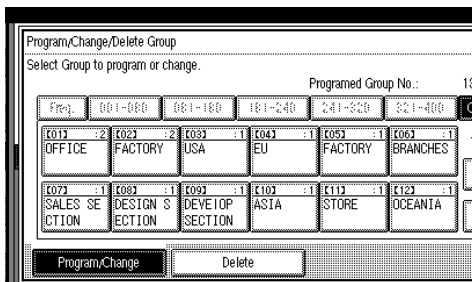 Program/Change/Delete Group
Select Group to program or change.
Programed Group No.: 13
Freq. 001-080 081-160 161-240 241-320 321-400
[01] :2 [02] :2 [03] :1 [04] :1 [05] :1 [06] :1
OFFICE FACTORY USA EU FACTORY BRANCHES
[07] :1 [08] :1 [09] :1 [10] :1 [11] :1 [12] :1
SALES SE DESIGN S DEVEIOP ASIA STORE OCEANIA
CTION ECTION SECTION
Program/Change Delete